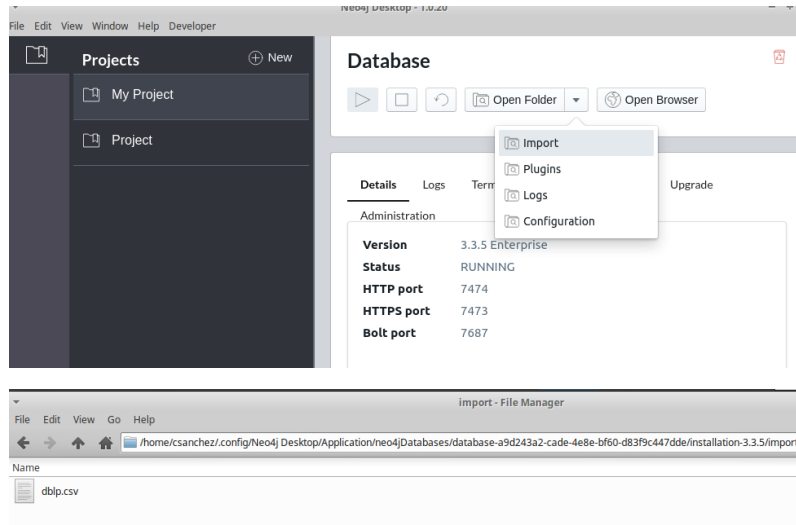 Neo4j Desktop - 1.0.20
File Edit View Window Help Developer
Projects
New
My Project
Project
Database
Open Folder
Open Browser
Import
Plugins
Logs
Configuration
Details Logs Term Upgrade
Administration
Version 3.3.5 Enterprise
Status RUNNING
HTTP port 7474
HTTPS port 7473
Bolt port 7687
import - File Manager
File Edit View Go Help
/home/csanchez/.config/Neo4j Desktop/Application/neo4jDatabases/database-a9d243a2-cade-4e8e-bf60-d83f9c447dde/installation-3.3.5/import
Name
dblp.csv